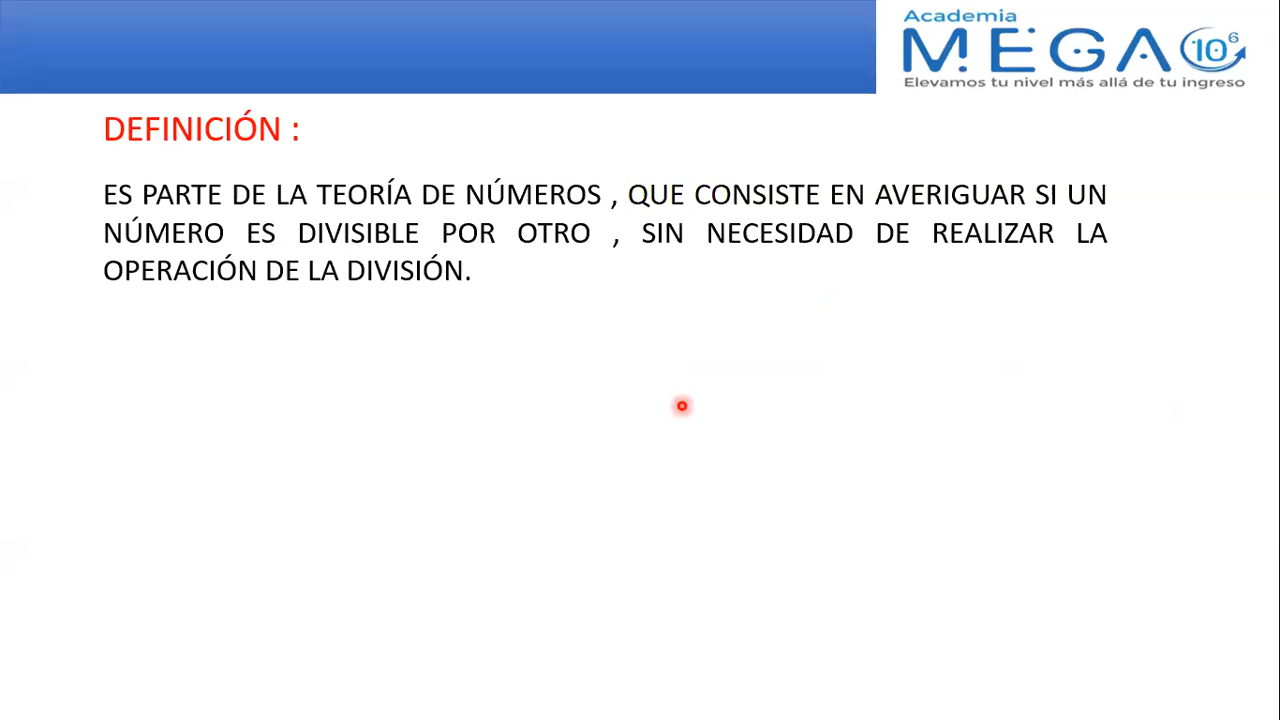 Academia
MEGA 10⁶
Elevamos tu nivel más allá de tu ingreso
DEFINICIÓN :
ES PARTE DE LA TEORÍA DE NÚMEROS , QUE CONSISTE EN AVERIGUAR SI UN
NÚMERO ES DIVISIBLE POR OTRO , SIN NECESIDAD DE REALIZAR LA
OPERACIÓN DE LA DIVISIÓN.